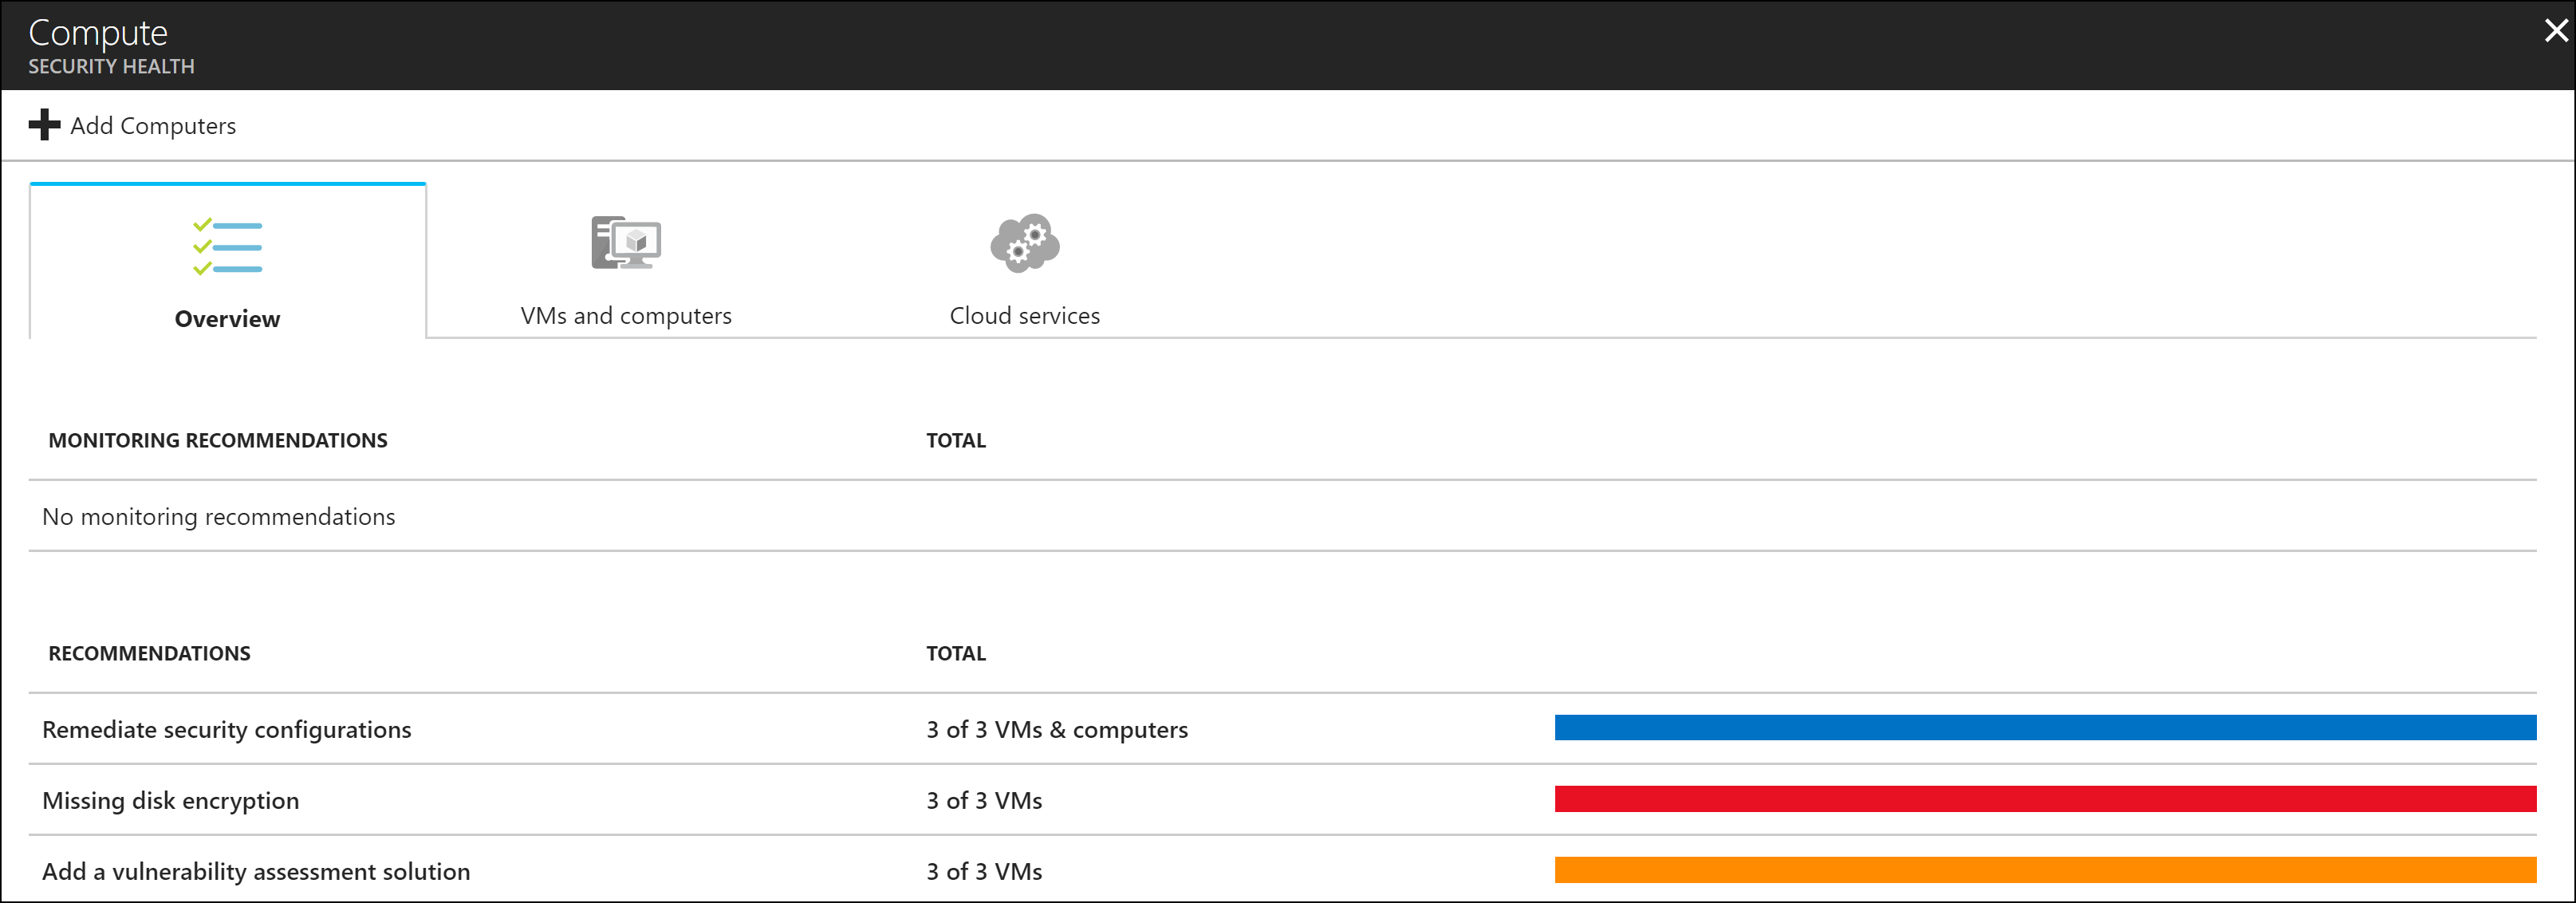 Compute
SECURITY HEALTH
Add Computers
Overview
VMs and computers
Cloud services
MONITORING RECOMMENDATIONS TOTAL
No monitoring recommendations
RECOMMENDATIONS TOTAL
Remediate security configurations 3 of 3 VMs & computers
Missing disk encryption 3 of 3 VMs
Add a vulnerability assessment solution 3 of 3 VMs